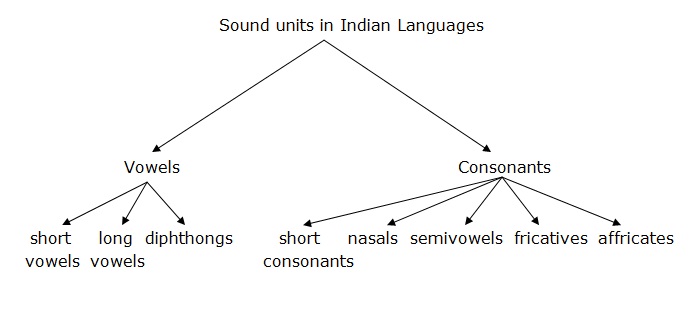 Sound units in Indian Languages
Vowels
Consonants
short
vowels
long
vowels
diphthongs
short
consonants
nasals
semivowels
fricatives
affricates